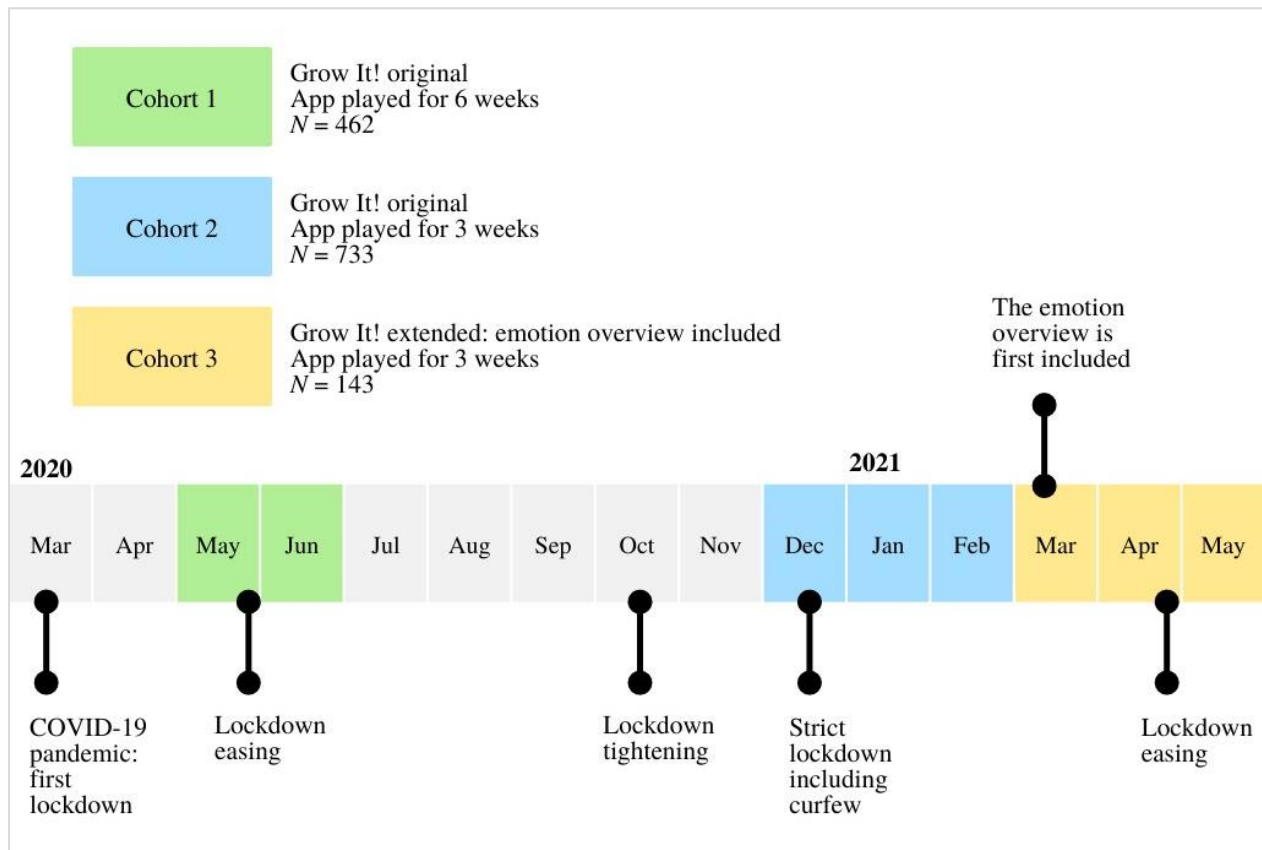 Cohort 1
Grow It! original
App played for 6 weeks
N = 462
Cohort 2
Grow It! original
App played for 3 weeks
N = 733
Cohort 3
Grow It! extended: emotion overview included
App played for 3 weeks
N = 143
The emotion
overview is
first included
2020
2021
Mar
Apr
May
Jun
Jul
Aug
Sep
Oct
Nov
Dec
Jan
Feb
Mar
Apr
May
COVID-19
pandemic:
first
lockdown
Lockdown
easing
Lockdown
tightening
Strict
lockdown
including
curfew
Lockdown
easing